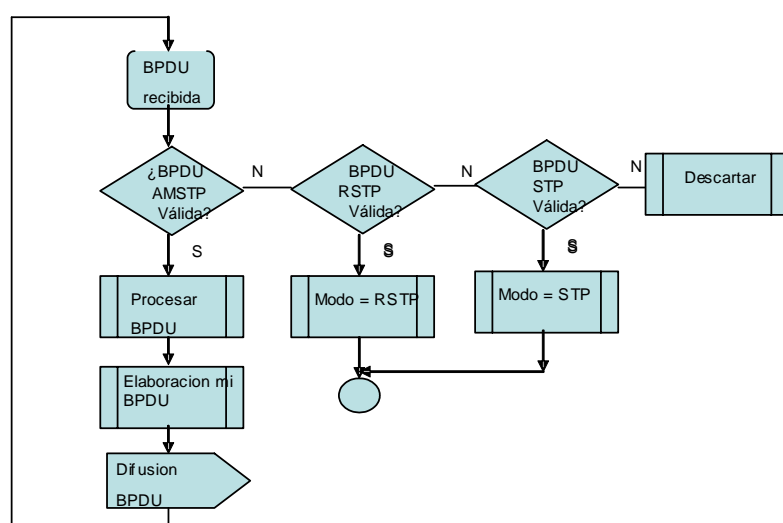 BPDU
recibida
¿BPDU
AMSTP
Válida?
N
BPDU
RSTP
Válida?
N
BPDU
STP
Válida?
N
Descartar
S
S
S
Procesar
BPDU
Modo = RSTP
Modo = STP
Elaboracion mi
BPDU
Difusion
BPDU